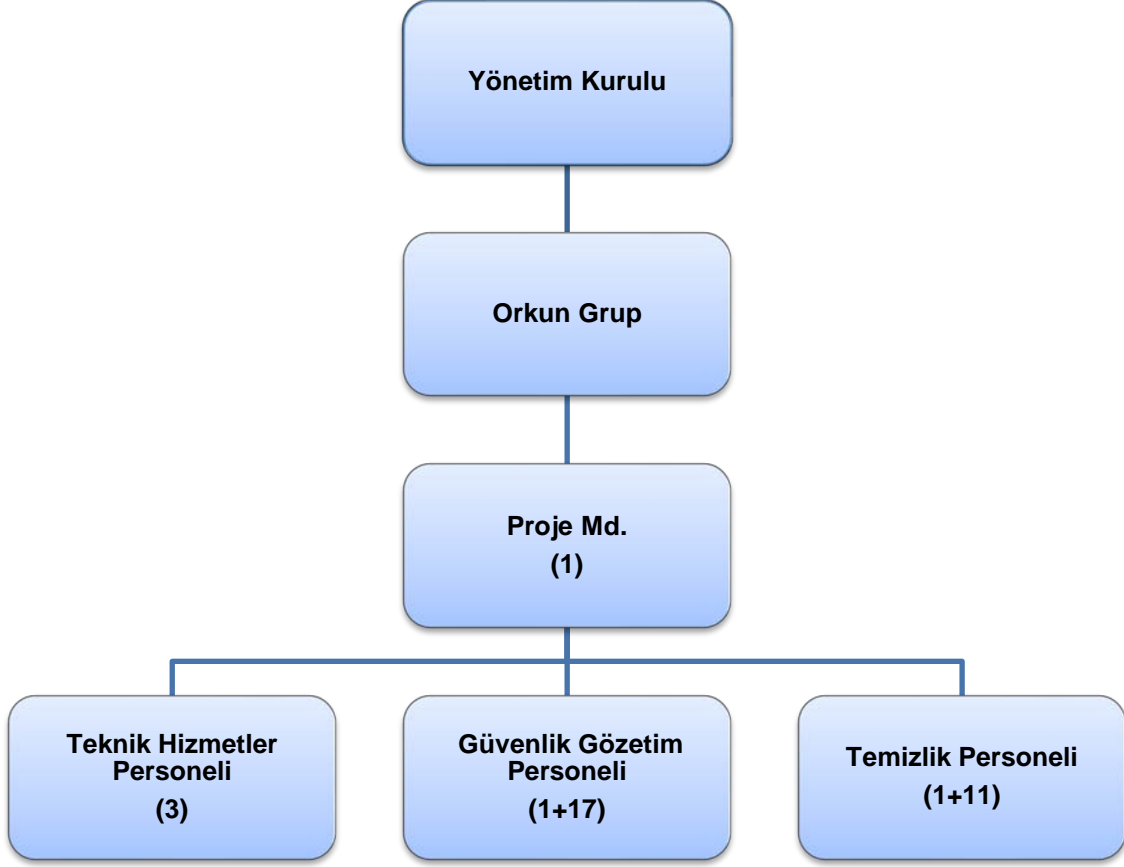 Yönetim Kurulu
Orkun Grup
Proje Md.
(1)
Teknik Hizmetler
Personeli
(3)
Güvenlik Gözetim
Personeli
(1+17)
Temizlik Personeli
(1+11)